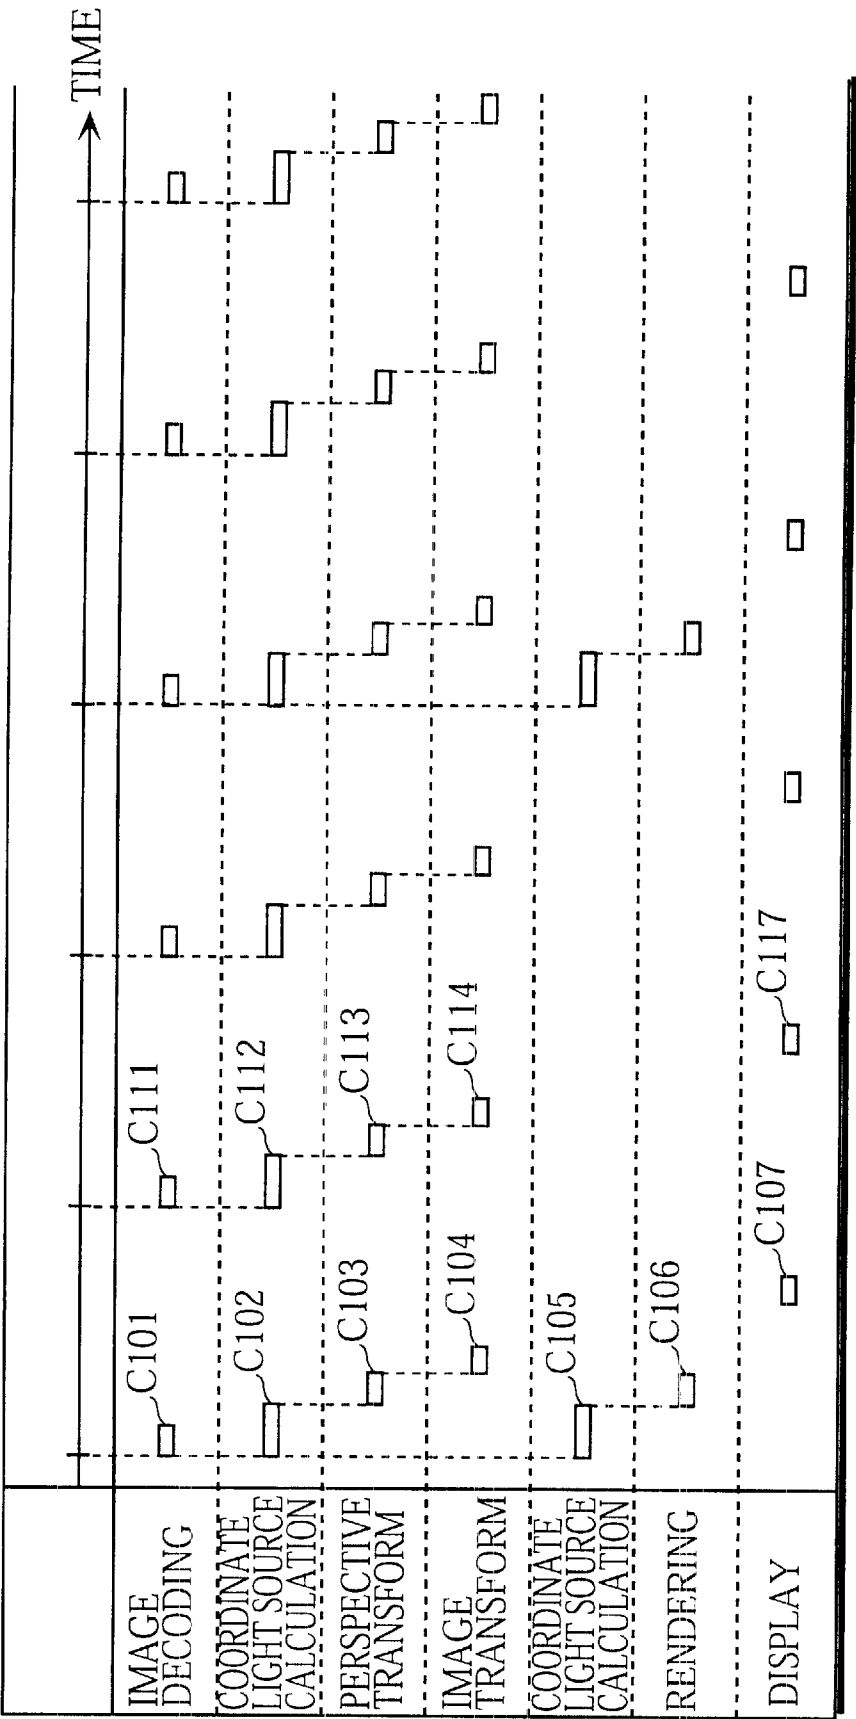 TIME
IMAGE
DECODING
C101
C111
COORDINATE
LIGHT SOURCE
CALCULATION
C102
C112
PERSPECTIVE
TRANSFORM
C103
C113
IMAGE
TRANSFORM
C104
C114
COORDINATE
LIGHT SOURCE
CALCULATION
C105
RENDERING
C106
DISPLAY
C107
C117